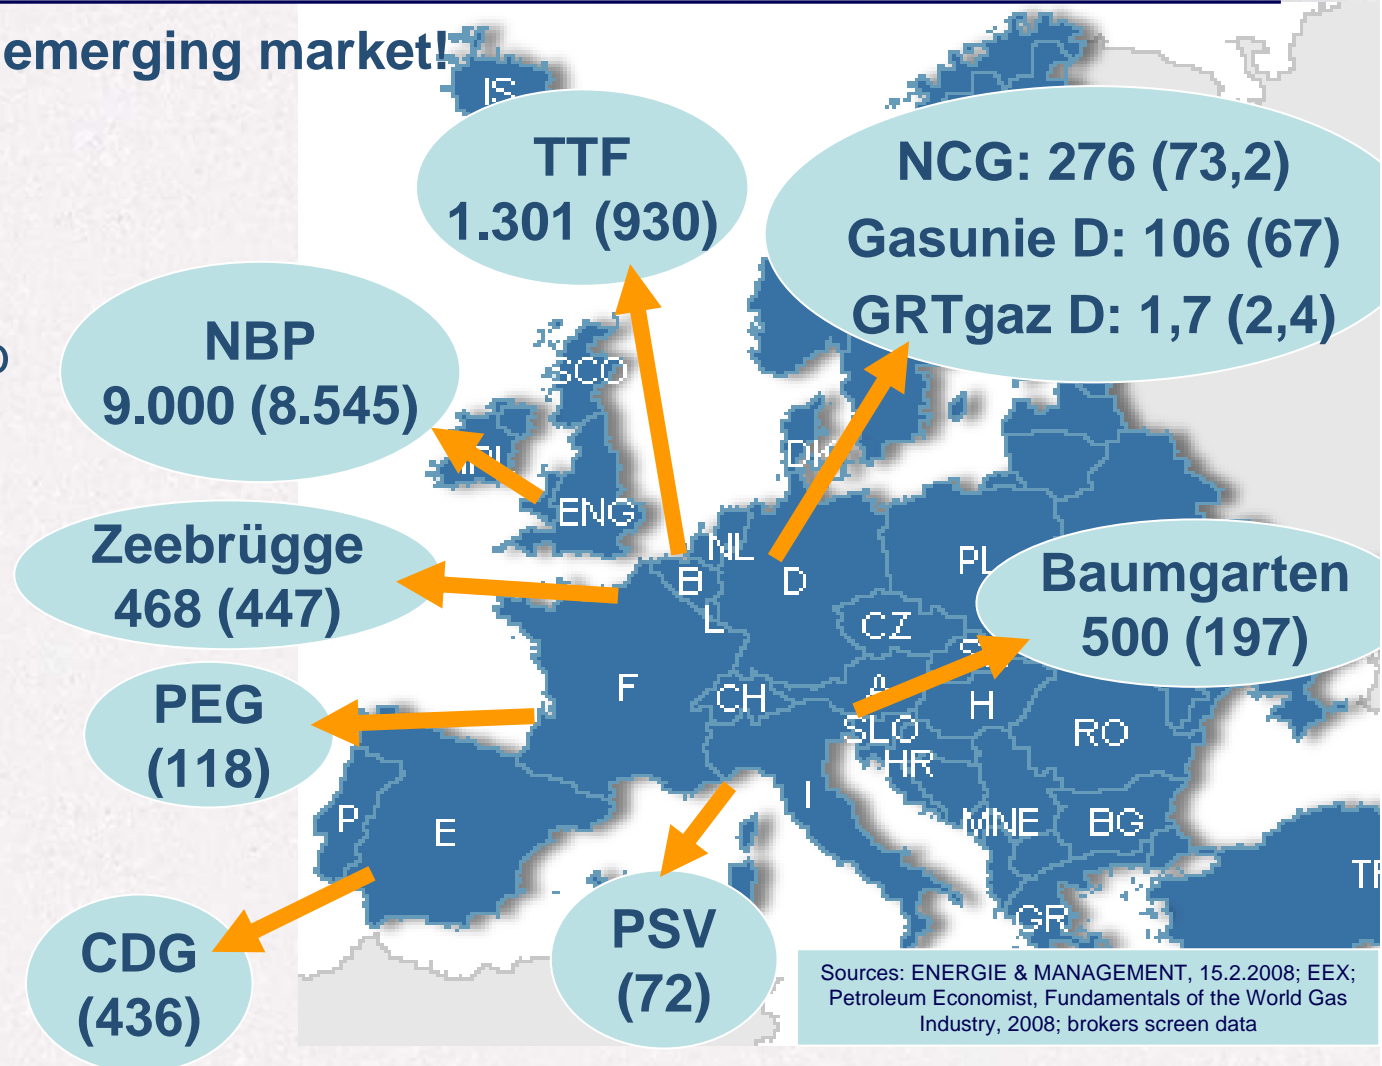 emerging market!
IS
TTF
1.301 (930)
NCG: 276 (73,2)
Gasunie D: 106 (67)
GRTgaz D: 1,7 (2,4)
NBP
9.000 (8.545)
SCO
IRL
DK
ENG
Zeebrügge
468 (447)
NL
B
D
L
PL
Baumgarten
500 (197)
CZ
F
CH
A
H
SLO
HR
RO
PEG
(118)
P
E
I
MNE
BG
GR
CDG
(436)
PSV
(72)
Sources: ENERGIE & MANAGEMENT, 15.2.2008; EEX;
Petroleum Economist, Fundamentals of the World Gas
Industry, 2008; brokers screen data